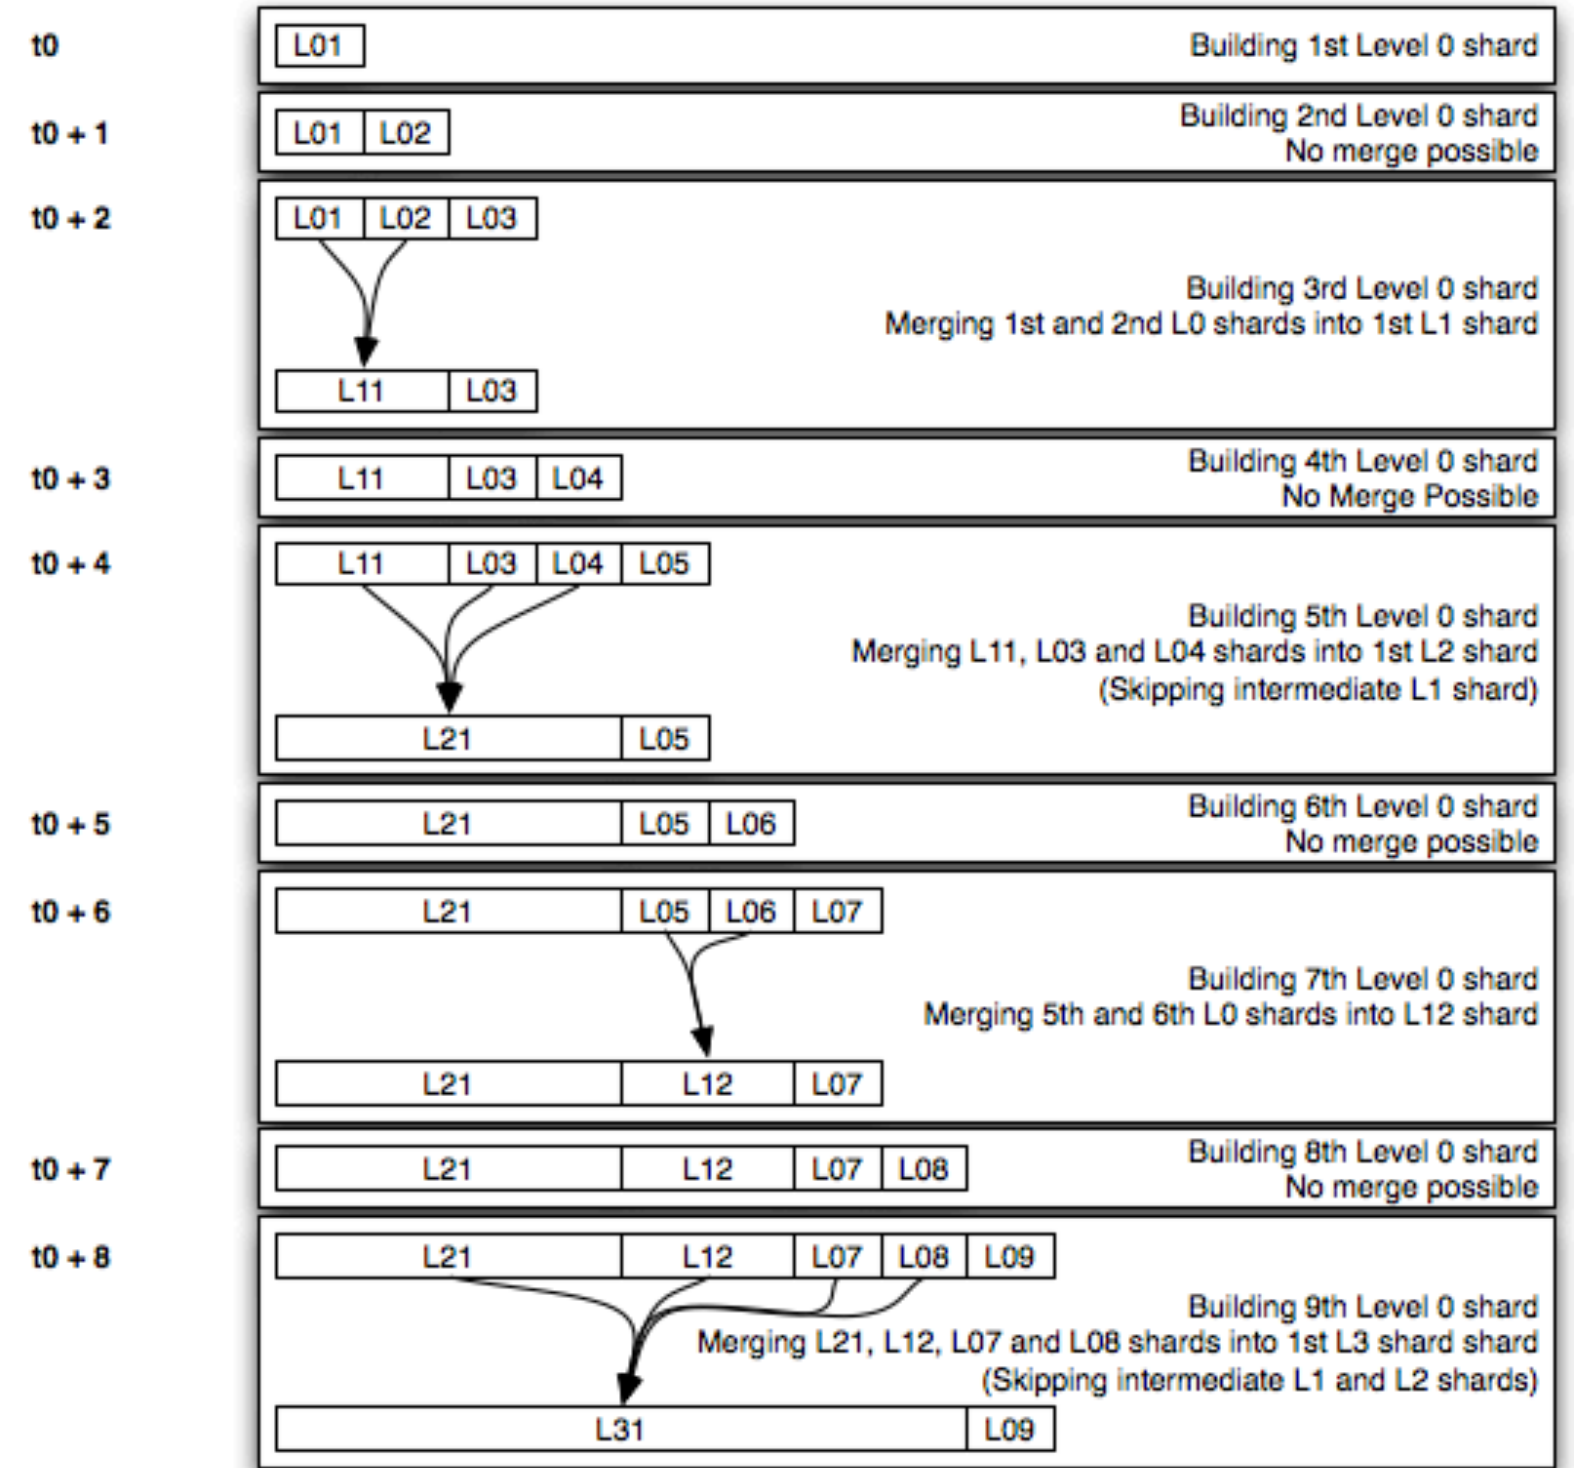 t0
L01
Building 1st Level 0 shard
t0 + 1
L01 L02
Building 2nd Level 0 shard
No merge possible
t0 + 2
L01 L02 L03
Building 3rd Level 0 shard
Merging 1st and 2nd L0 shards into 1st L1 shard
L11 L03
t0 + 3
L11 L03 L04
Building 4th Level 0 shard
No Merge Possible
t0 + 4
L11 L03 L04 L05
Building 5th Level 0 shard
Merging L11, L03 and L04 shards into 1st L2 shard
(Skipping intermediate L1 shard)
L21 L05
t0 + 5
L21 L05 L06
Building 6th Level 0 shard
No merge possible
t0 + 6
L21 L05 L06 L07
Building 7th Level 0 shard
Merging 5th and 6th L0 shards into L12 shard
L21 L12 L07
t0 + 7
L21 L12 L07 L08
Building 8th Level 0 shard
No merge possible
t0 + 8
L21 L12 L07 L08 L09
Building 9th Level 0 shard
Merging L21, L12, L07 and L08 shards into 1st L3 shard shard
(Skipping intermediate L1 and L2 shards)
L31 L09